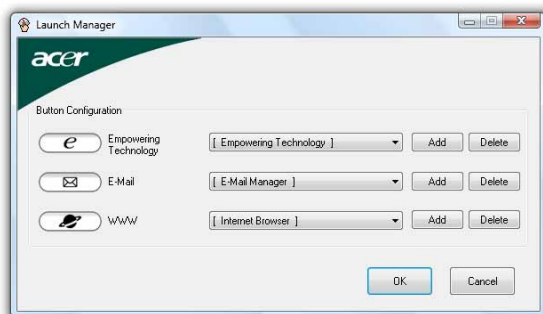 Launch Manager
acer
Button Configuration
e Empowering Technology [ Empowering Technology ] Add Delete
E-Mail [ E-Mail Manager ] Add Delete
WWW [ Internet Browser ] Add Delete
OK Cancel